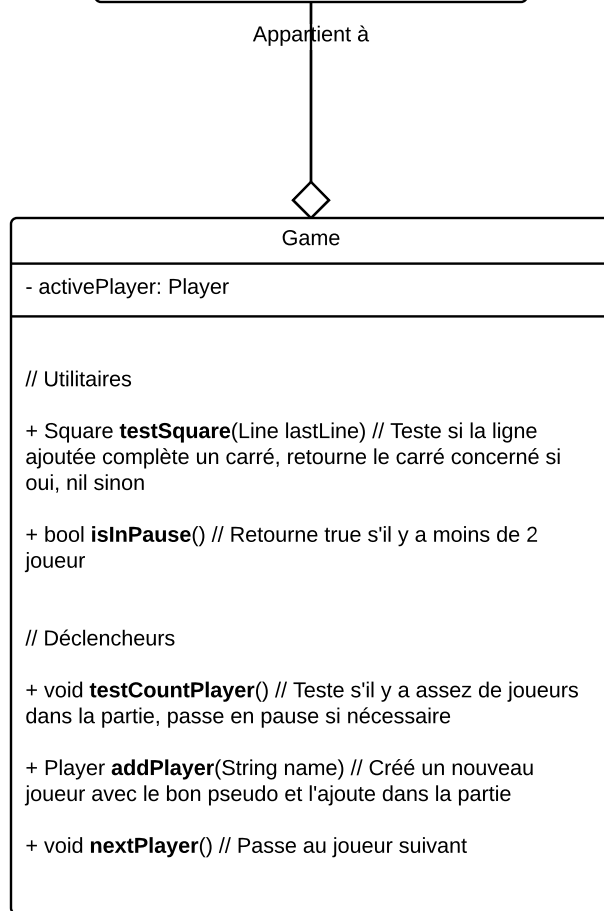 Appartient à
Game
- activePlayer: Player
// Utilitaires
+ Square testSquare(Line lastLine) // Teste si la ligne
ajoutée complète un carré, retourne le carré concerné si
oui, nil sinon
+ bool isInPause() // Retourne true s'il y a moins de 2
joueur
// Déclencheurs
+ void testCountPlayer() // Teste s'il y a assez de joueurs
dans la partie, passe en pause si nécessaire
+ Player addPlayer(String name) // Créé un nouveau
joueur avec le bon pseudo et l'ajoute dans la partie
+ void nextPlayer() // Passe au joueur suivant